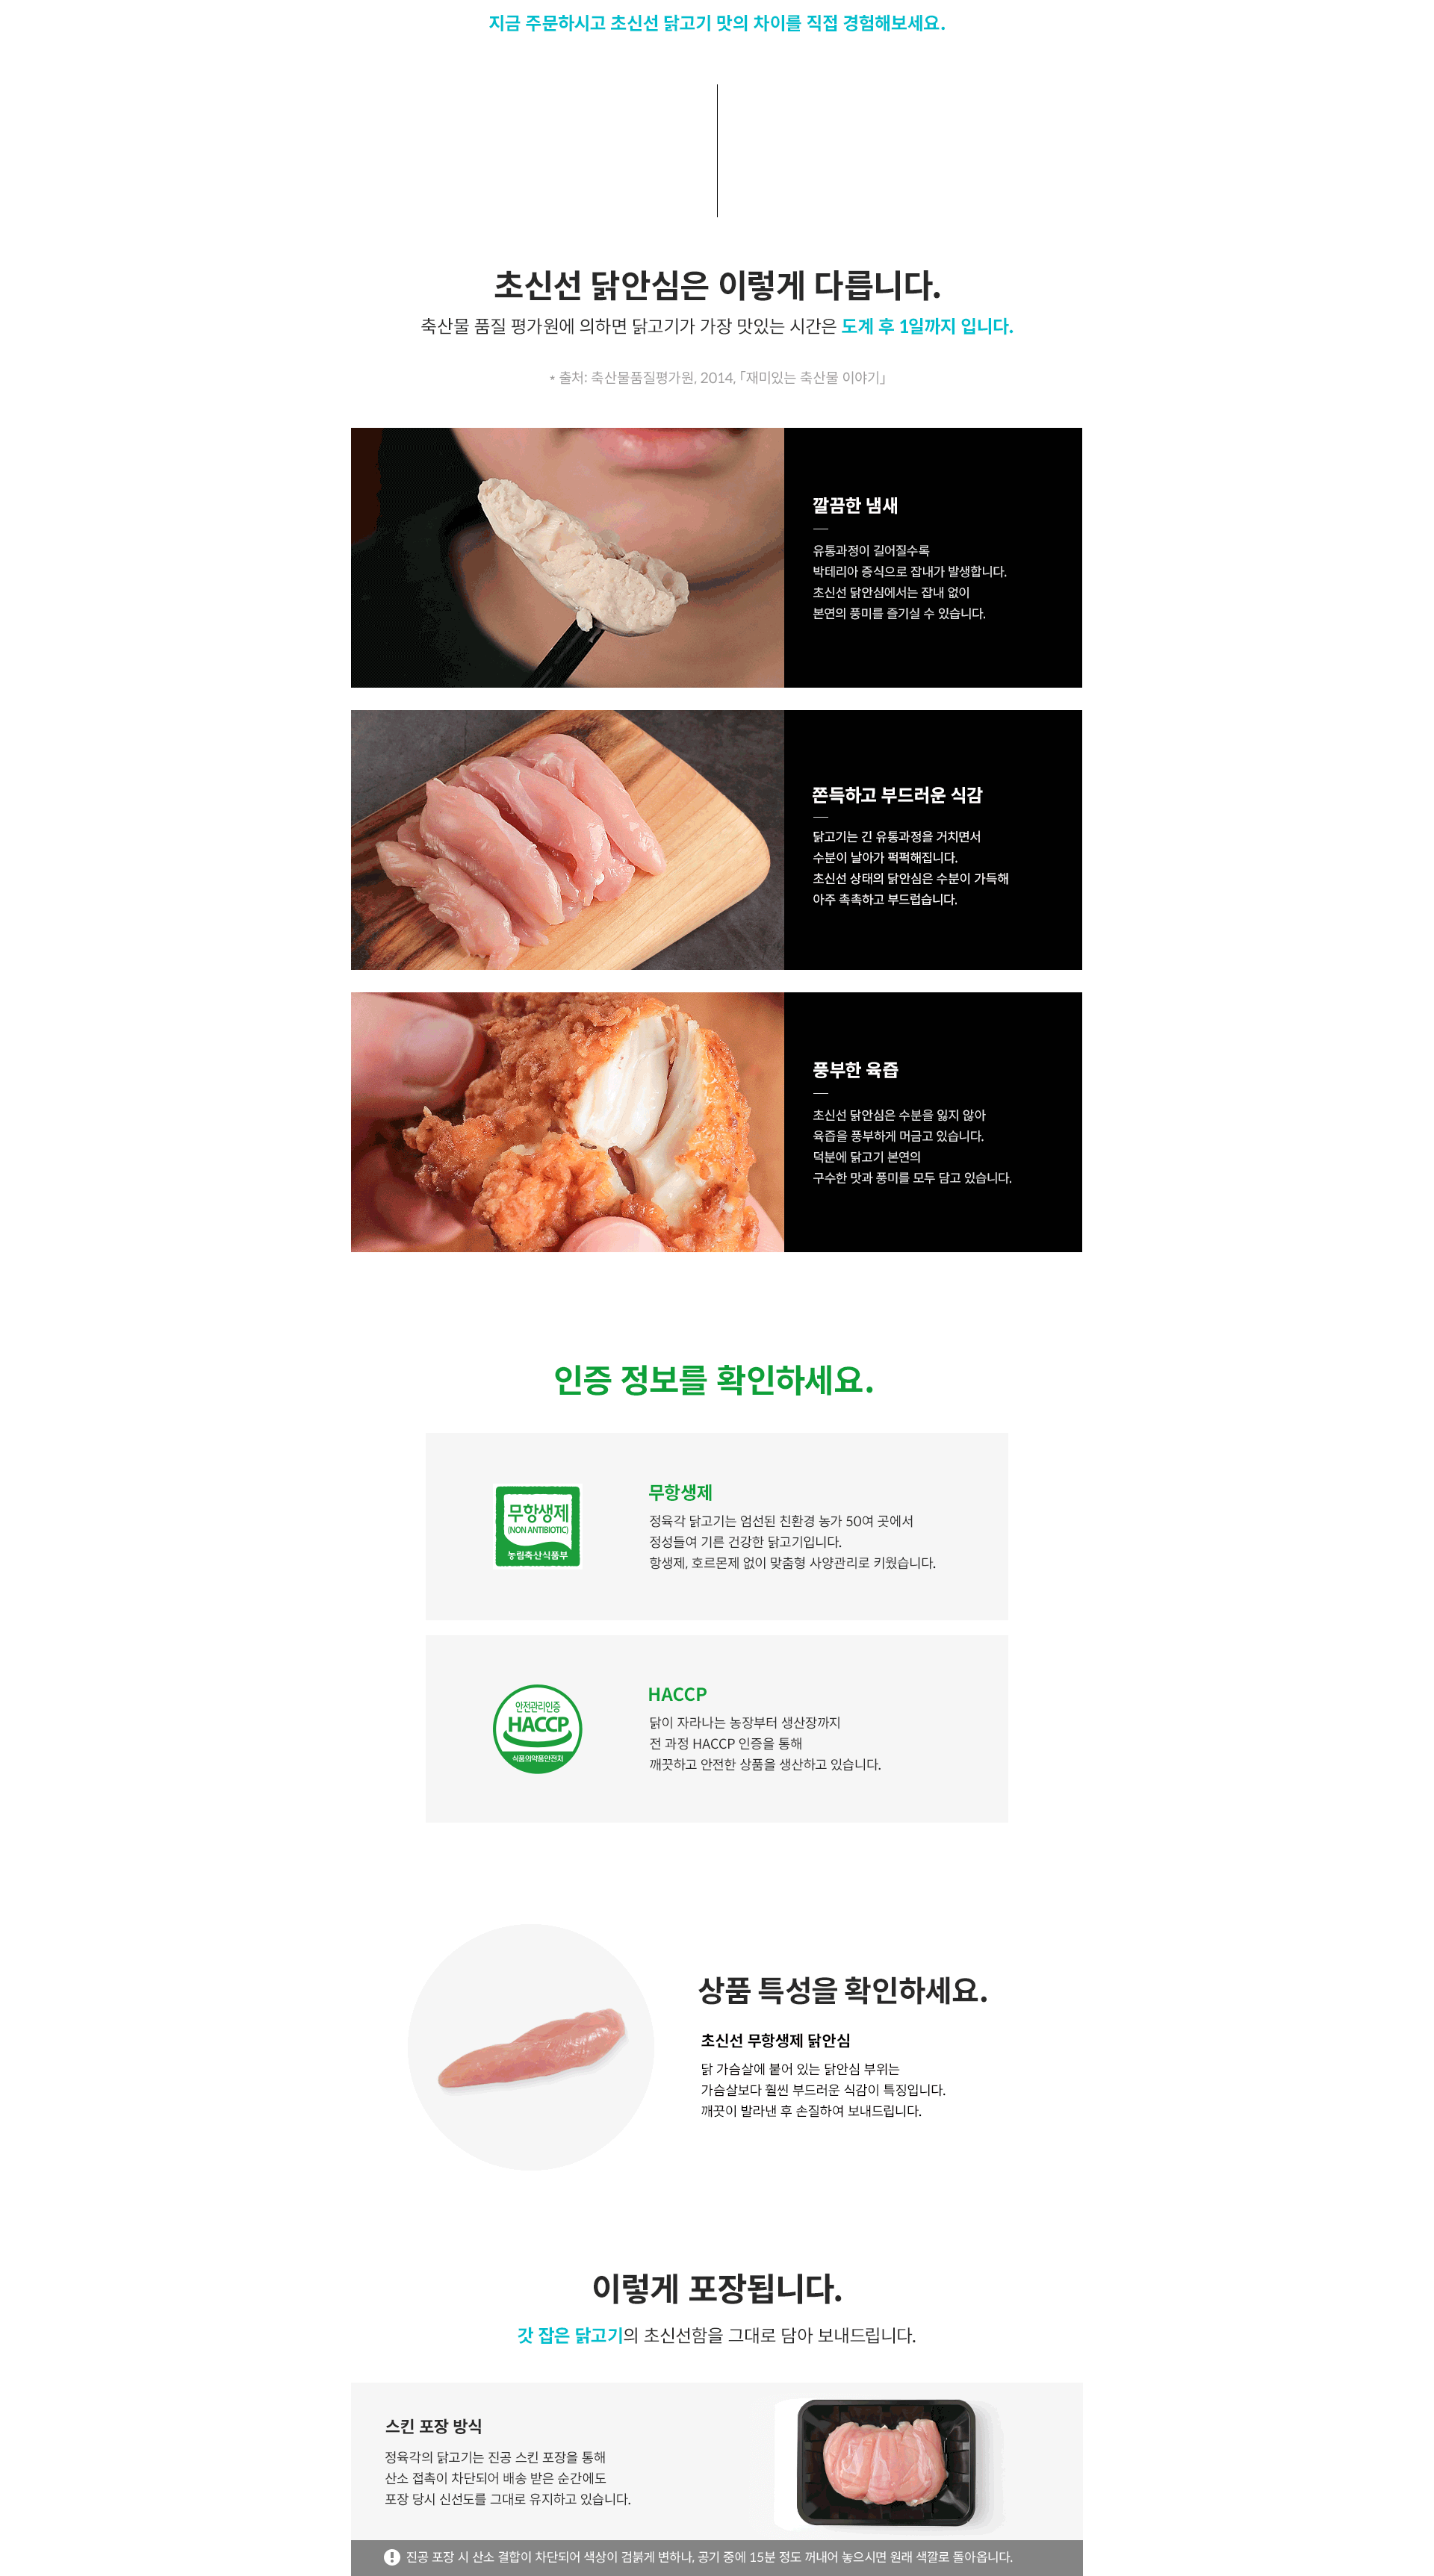 지금 주문하시고 초신선 닭고기 맛의 차이를 직접 경험해보세요.
초신선 닭안심은 이렇게 다릅니다.
축산물 품질 평가원에 의하면 닭고기가 가장 맛있는 시간은 도계 후 1일까지 입니다.
* 출처: 축산물품질평가원, 2014, 「재미있는 축산물 이야기」
깔끔한 냄새
유통과정이 길어질수록
박테리아 증식으로 잡내가 발생합니다.
초신선 닭안심에서는 잡내 없이
본연의 풍미를 즐기실 수 있습니다.
쫀득하고 부드러운 식감
닭고기는 긴 유통과정을 거치면서
수분이 날아가 퍽퍽해집니다.
초신선 상태의 닭안심은 수분이 가득해
아주 촉촉하고 부드럽습니다.
풍부한 육즙
초신선 닭안심은 수분을 잃지 않아
육즙을 풍부하게 머금고 있습니다.
덕분에 닭고기 본연의
구수한 맛과 풍미를 모두 담고 있습니다.
인증 정보를 확인하세요.
무항생제
(NON ANTIBIOTIC)
농림축산식품부
무항생제
정육각 닭고기는 엄선된 친환경 농가 50여 곳에서
정성들여 기른 건강한 닭고기입니다.
항생제, 호르몬제 없이 맞춤형 사양관리로 키웠습니다.
안전관리인증
HACCP
식품의약품안전처
HACCP
닭이 자라나는 농장부터 생산장까지
전 과정 HACCP 인증을 통해
깨끗하고 안전한 상품을 생산하고 있습니다.
상품 특성을 확인하세요.
초신선 무항생제 닭안심
닭 가슴살에 붙어 있는 닭안심 부위는
가슴살보다 훨씬 부드러운 식감이 특징입니다.
깨끗이 발라낸 후 손질하여 보내드립니다.
이렇게 포장됩니다.
갓 잡은 닭고기의 초신선함을 그대로 담아 보내드립니다.
스킨 포장 방식
정육각의 닭고기는 진공 스킨 포장을 통해
산소 접촉이 차단되어 배송 받은 순간에도
포장 당시 신선도를 그대로 유지하고 있습니다.
진공 포장 시 산소 결합이 차단되어 색상이 검붉게 변하나, 공기 중에 15분 정도 꺼내어 놓으시면 원래 색깔로 돌아옵니다.